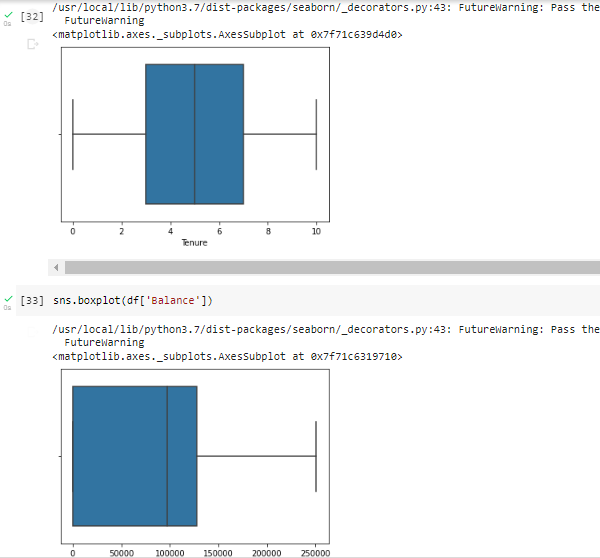 /usr/local/lib/python3.7/dist-packages/seaborn/_decorators.py:43: FutureWarning: Pass the
[32]
0s
FutureWarning
<matplotlib.axes._subplots.AxesSubplot at 0x7f71c639d4d0>
0 2 4 6 8 10
Tenure
[33] sns.boxplot(df['Balance'])
0s
/usr/local/lib/python3.7/dist-packages/seaborn/_decorators.py:43: FutureWarning: Pass the
FutureWarning
<matplotlib.axes._subplots.AxesSubplot at 0x7f71c6319710>
0 50000 100000 150000 200000 250000